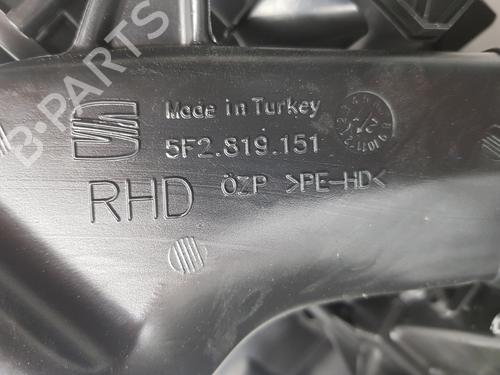 B-PARTS
Made in Turkey
5F2.819.151
RHD
ÖZP >PE-HD<